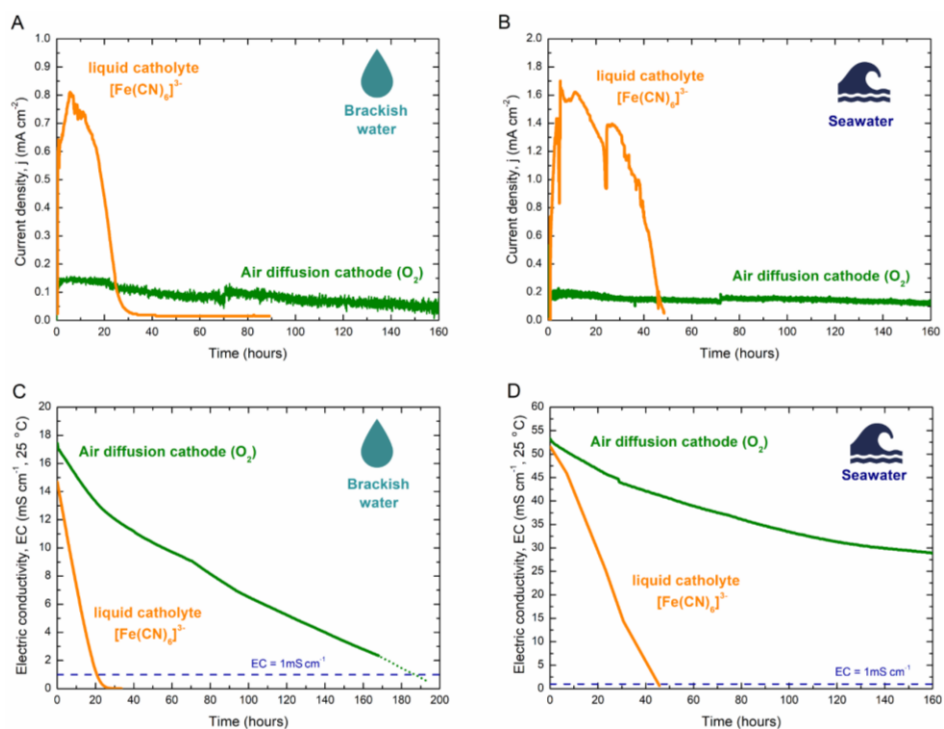 A
1.0
0.9
0.8
0.7
0.6
0.5
0.4
0.3
0.2
0.1
0.0
Current density, j (mA cm⁻²)
liquid catholyte
[Fe(CN)₆]³⁻
Brackish
water
Air diffusion cathode (O₂)
0 20 40 60 80 100 120 140 160
Time (hours)
B
2.0
1.8
1.6
1.4
1.2
1.0
0.8
0.6
0.4
0.2
0.0
Current density, j (mA cm⁻²)
liquid catholyte
[Fe(CN)₆]³⁻
Seawater
Air diffusion cathode (O₂)
0 20 40 60 80 100 120 140 160
Time (hours)
C
20
18
16
14
12
10
8
6
4
2
0
Electric conductivity, EC (mS cm⁻¹, 25 °C)
Air diffusion cathode (O₂)
Brackish
water
liquid catholyte
[Fe(CN)₆]³⁻
EC = 1mS cm⁻¹
0 20 40 60 80 100 120 140 160 180 200
Time (hours)
D
60
55
50
45
40
35
30
25
20
15
10
5
0
Electric conductivity, EC (mS cm⁻¹, 25 °C)
Air diffusion cathode (O₂)
Seawater
liquid catholyte
[Fe(CN)₆]³⁻
EC = 1mS cm⁻¹
0 20 40 60 80 100 120 140 160
Time (hours)